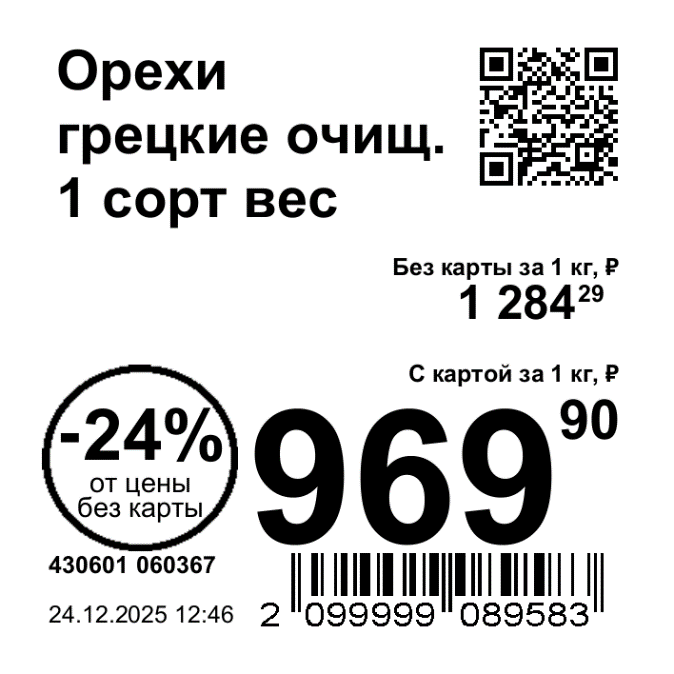 Орехи
грецкие очищ.
1 сорт вес
Без карты за 1 кг, ₽
1 284 29
С картой за 1 кг, ₽
-24%
от цены
без карты
969 90
430601 060367
24.12.2025 12:46
2 099999 089583